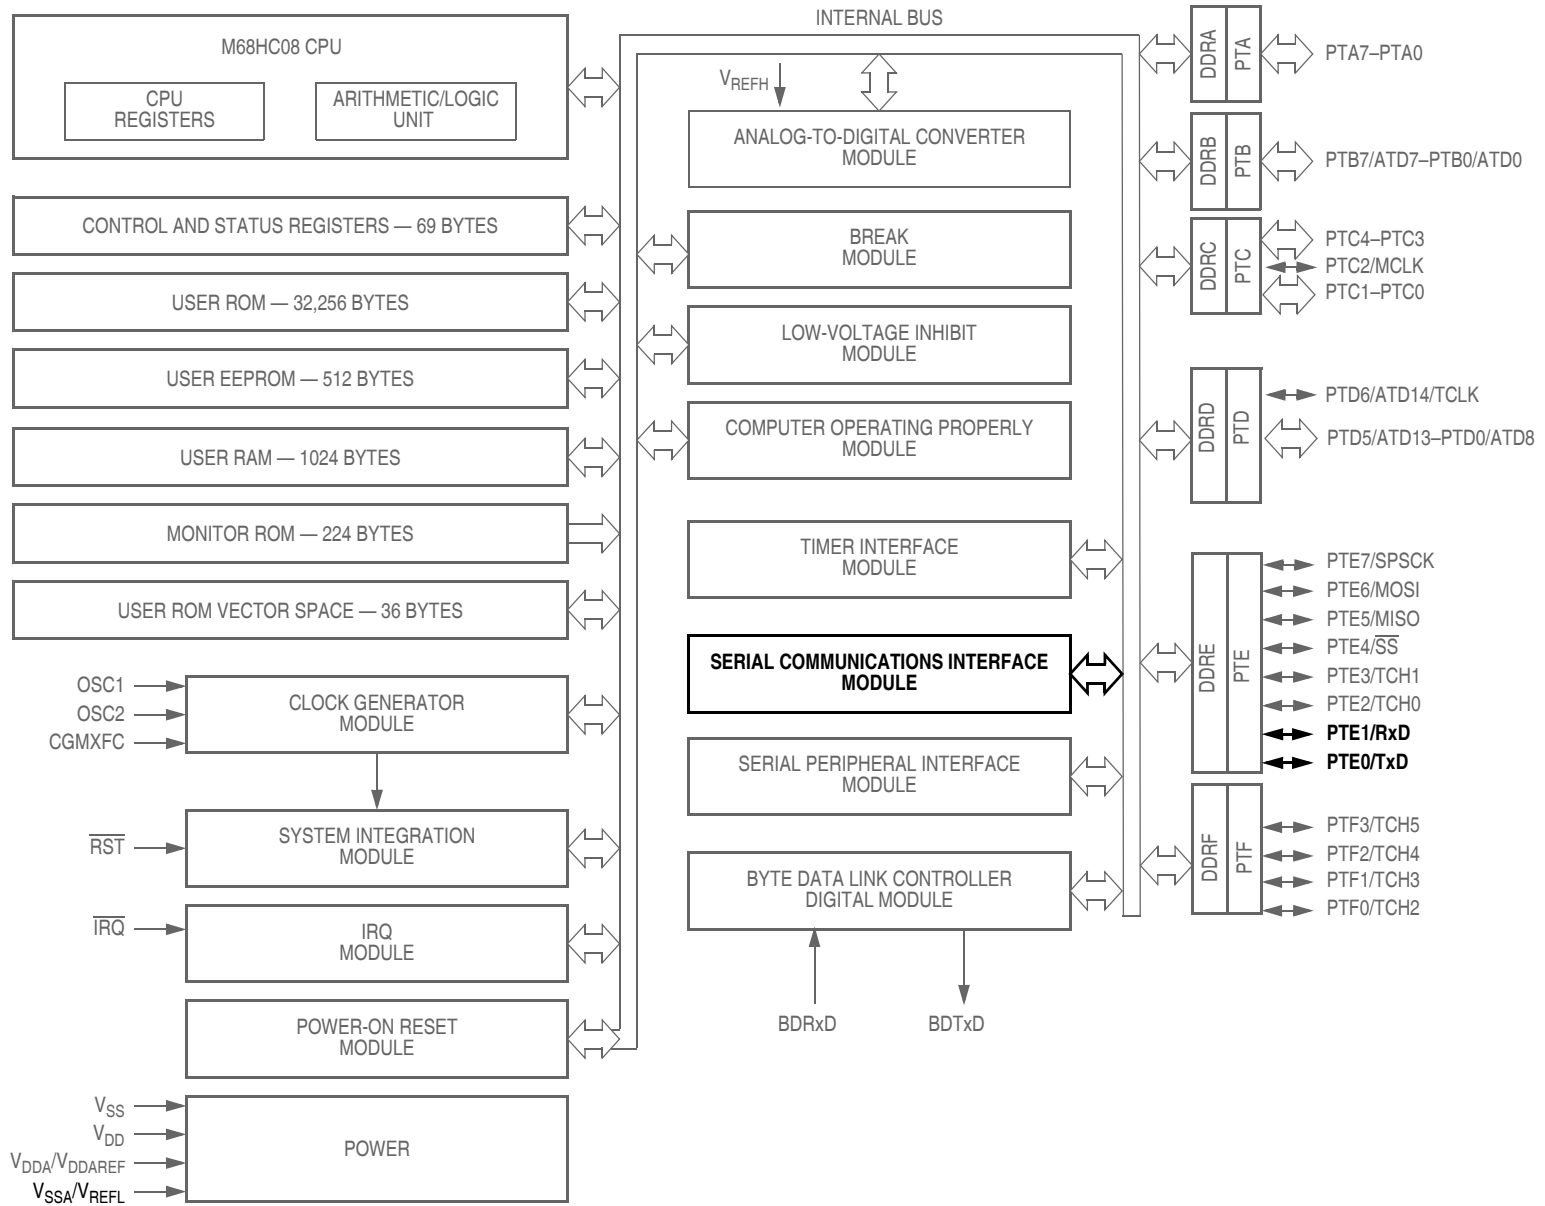 INTERNAL BUS
M68HC08 CPU
CPU
REGISTERS
ARITHMETIC/LOGIC
UNIT
CONTROL AND STATUS REGISTERS — 69 BYTES
USER ROM — 32,256 BYTES
USER EEPROM — 512 BYTES
USER RAM — 1024 BYTES
MONITOR ROM — 224 BYTES
USER ROM VECTOR SPACE — 36 BYTES
OSC1
OSC2
CGMXFC
CLOCK GENERATOR
MODULE
RST
SYSTEM INTEGRATION
MODULE
IRQ
IRQ
MODULE
POWER-ON RESET
MODULE
VSS
VDD
VDDA/VDDAREF
VSSA/VREFL
POWER
VREFH
ANALOG-TO-DIGITAL CONVERTER
MODULE
BREAK
MODULE
LOW-VOLTAGE INHIBIT
MODULE
COMPUTER OPERATING PROPERLY
MODULE
TIMER INTERFACE
MODULE
SERIAL COMMUNICATIONS INTERFACE
MODULE
SERIAL PERIPHERAL INTERFACE
MODULE
BYTE DATA LINK CONTROLLER
DIGITAL MODULE
BDRxD
BDTxD
DDRA
PTA
PTA7–PTA0
DDRB
PTB
PTB7/ATD7–PTB0/ATD0
DDRC
PTC
PTC4–PTC3
PTC2/MCLK
PTC1–PTC0
DDRD
PTD
PTD6/ATD14/TCLK
PTD5/ATD13–PTD0/ATD8
DDRE
PTE
PTE7/SPSCK
PTE6/MOSI
PTE5/MISO
PTE4/SS
PTE3/TCH1
PTE2/TCH0
PTE1/RxD
PTE0/TxD
DDRF
PTF
PTF3/TCH5
PTF2/TCH4
PTF1/TCH3
PTF0/TCH2